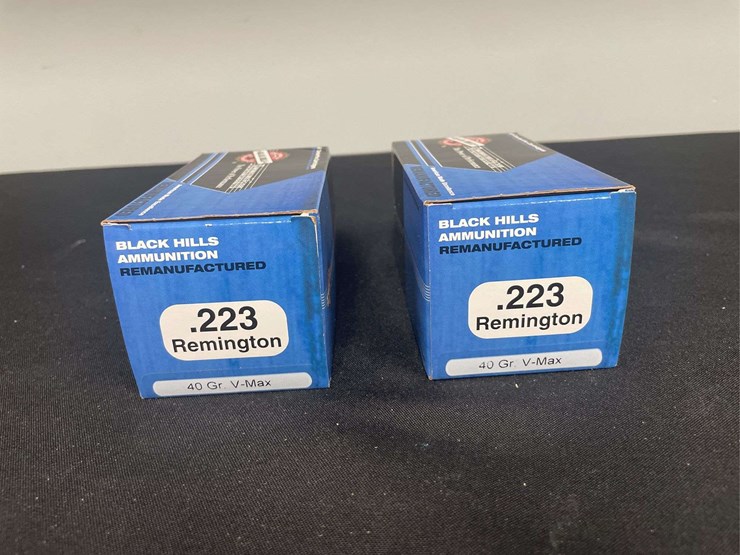 BLACK HILLS
AMMUNITION
REMANUFACTURED
.223
Remington
40 Gr. V-Max
BLACK HILLS
AMMUNITION
REMANUFACTURED
.223
Remington
40 Gr. V-Max